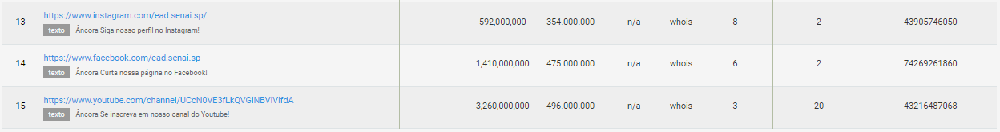 13 https://www.instagram.com/ead.senai.sp/ 592,000,000 354.000.000 n/a whois 8 2 43905746050
texto Âncora Siga nosso perfil no Instagram!
14 https://www.facebook.com/ead.senai.sp 1,410,000,000 475.000.000 n/a whois 6 2 74269261860
texto Âncora Curta nossa página no Facebook!
15 https://www.youtube.com/channel/UCcN0VE3fLkQVGiNBViVifdA 3,260,000,000 496.000.000 n/a whois 3 20 43216487068
texto Âncora Se inscreva em nosso canal do Youtube!